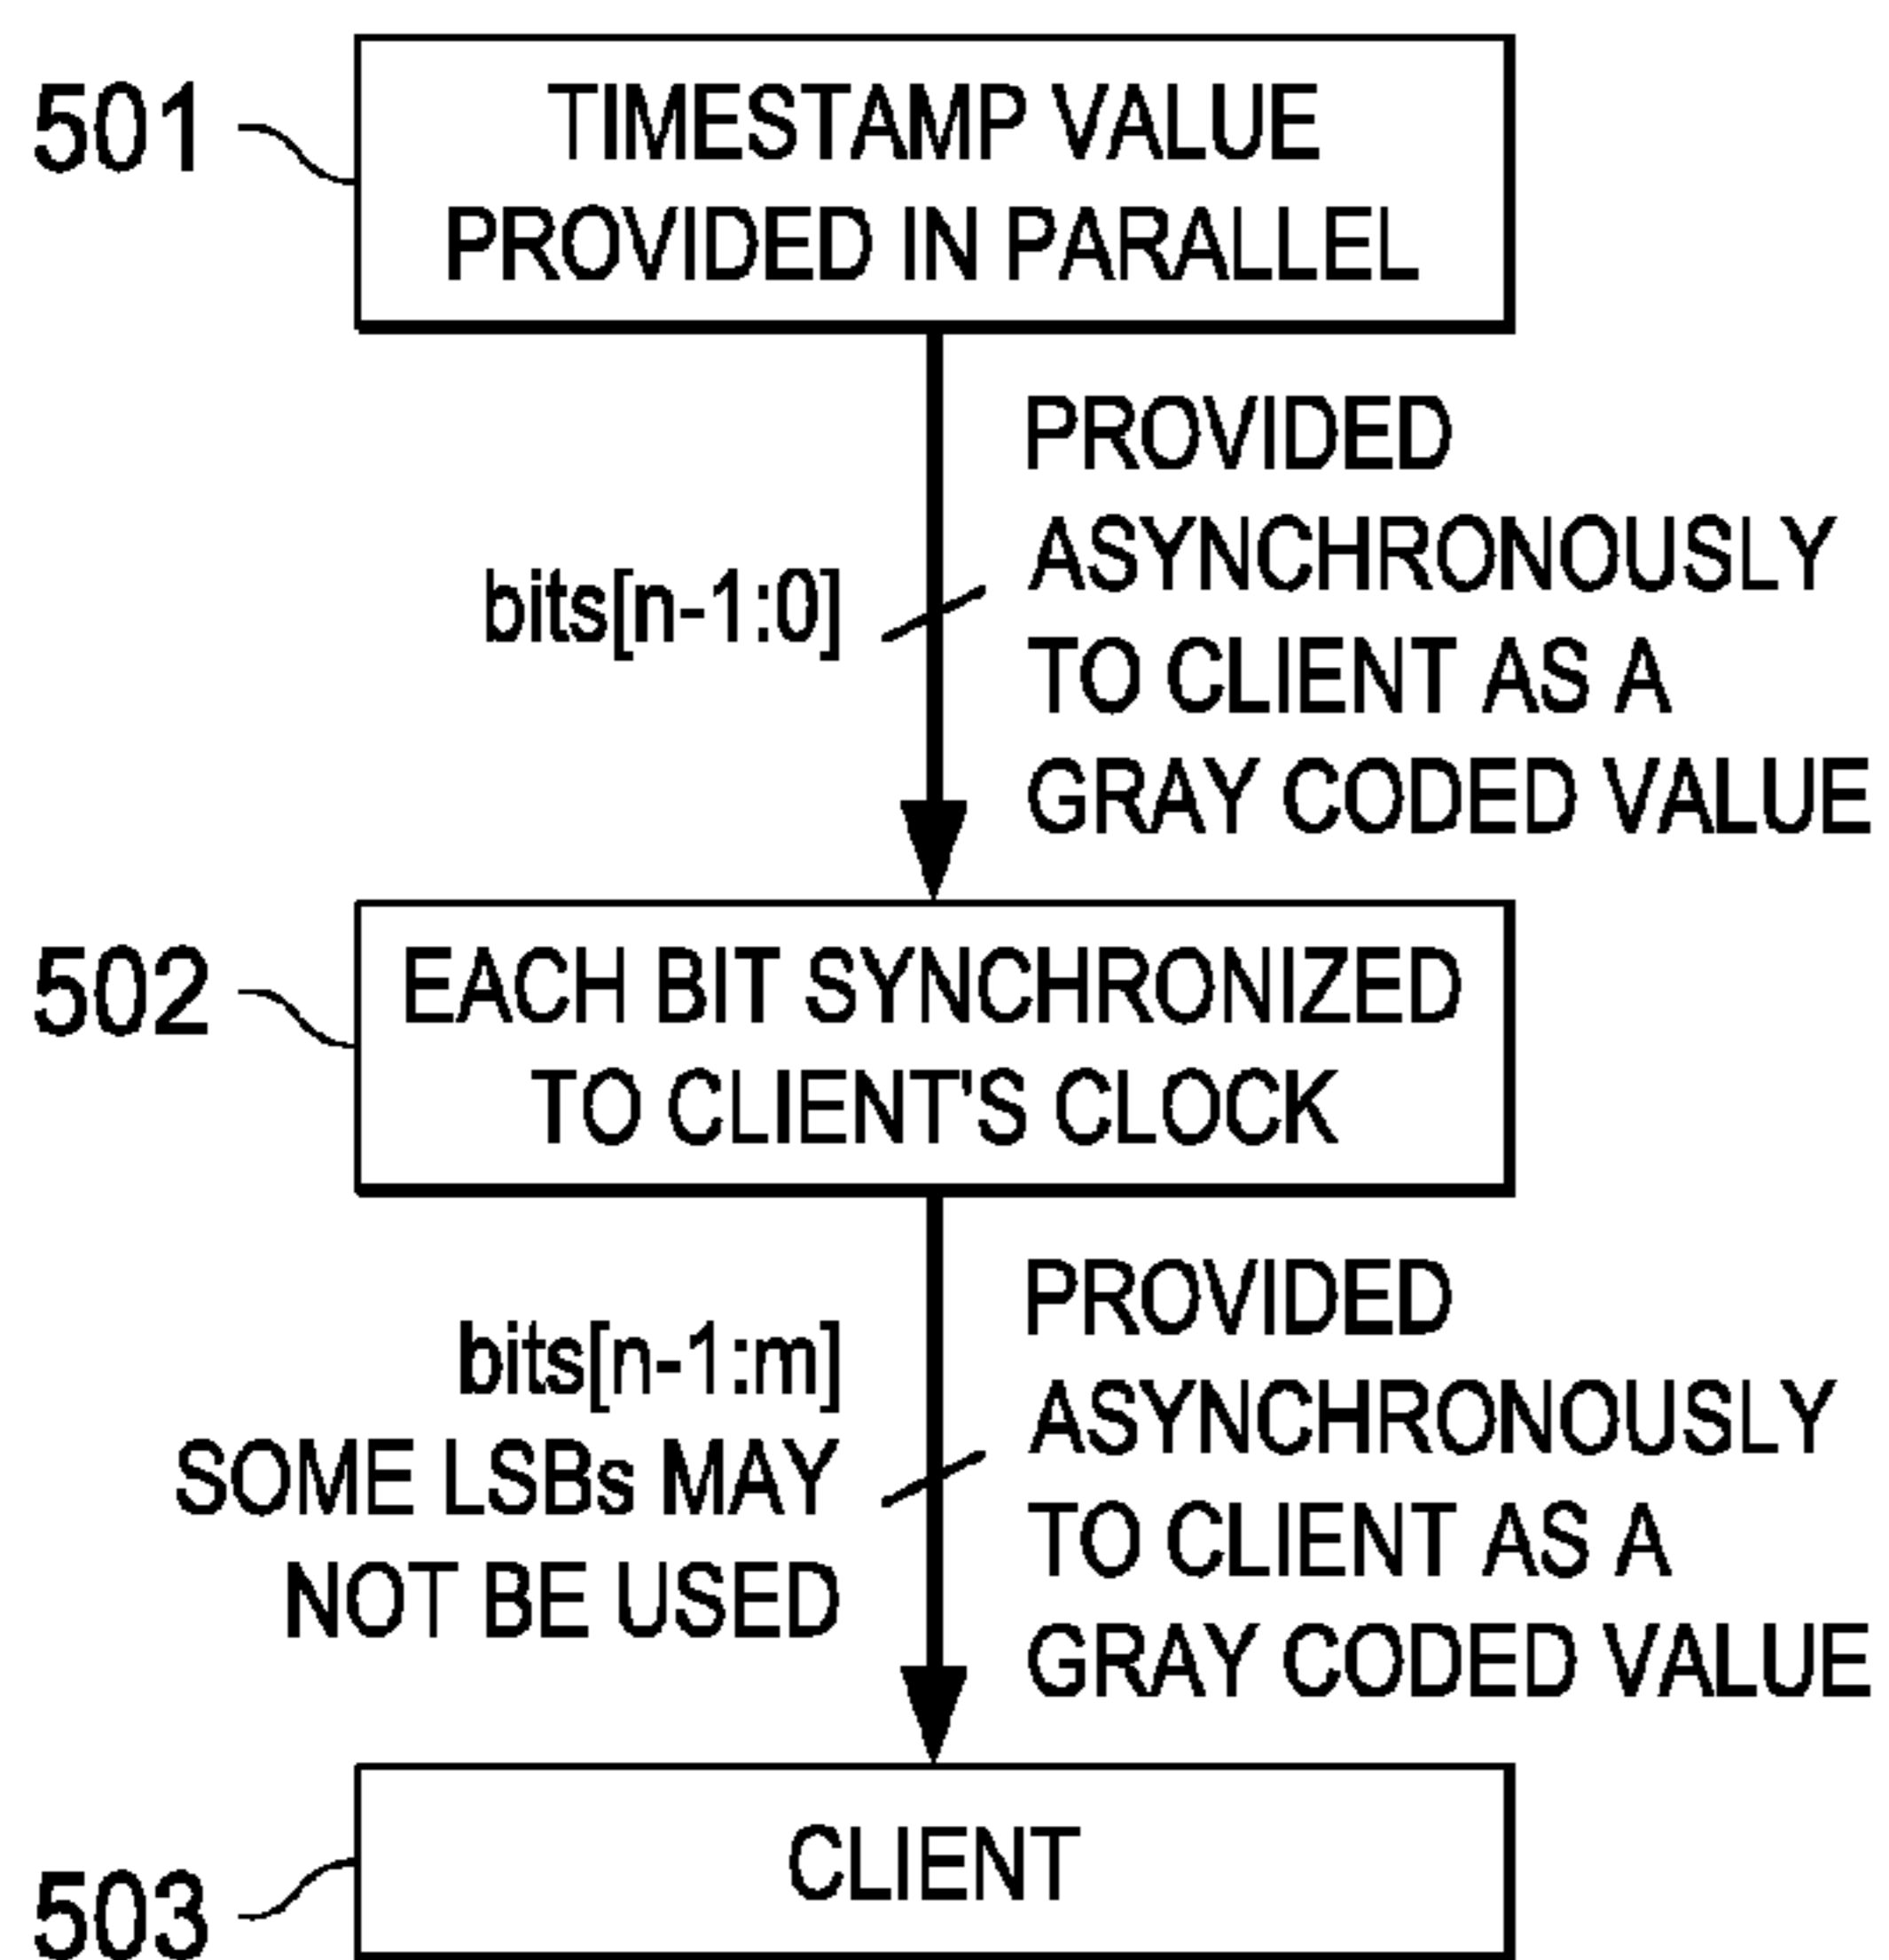 501
TIMESTAMP VALUE
PROVIDED IN PARALLEL
bits[n-1:0]
PROVIDED
ASYNCHRONOUSLY
TO CLIENT AS A
GRAY CODED VALUE
502
EACH BIT SYNCHRONIZED
TO CLIENT'S CLOCK
bits[n-1:m]
SOME LSBs MAY
NOT BE USED
PROVIDED
ASYNCHRONOUSLY
TO CLIENT AS A
GRAY CODED VALUE
503
CLIENT